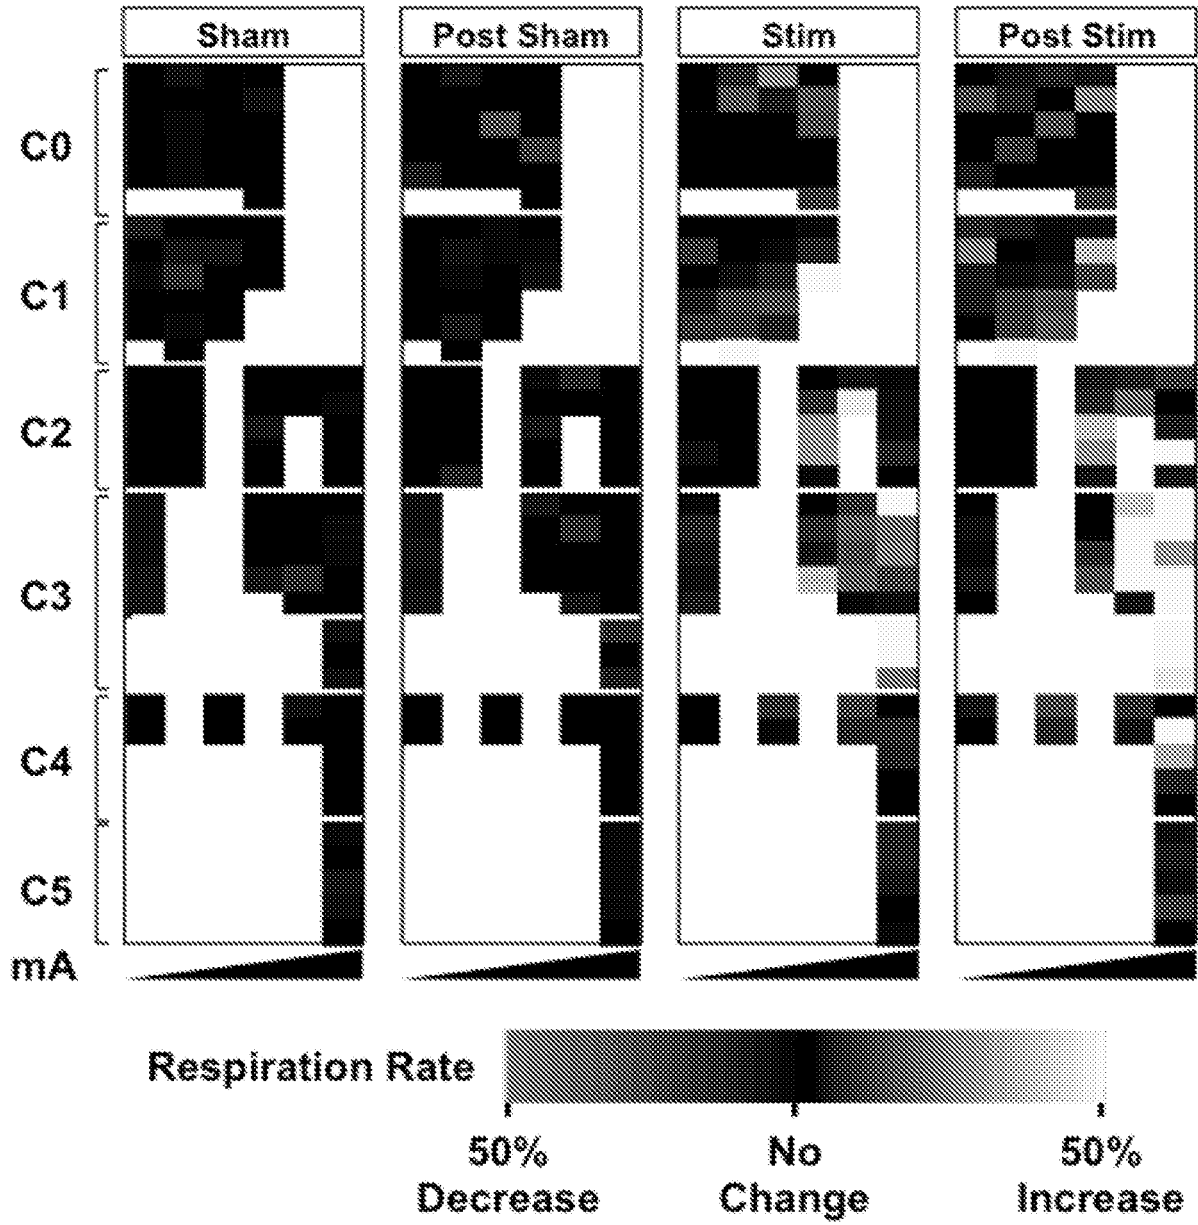 Sham Post Sham Stim Post Stim
C0
C1
C2
C3
C4
C5
mA
Respiration Rate
50% No 50%
Decrease Change Increase